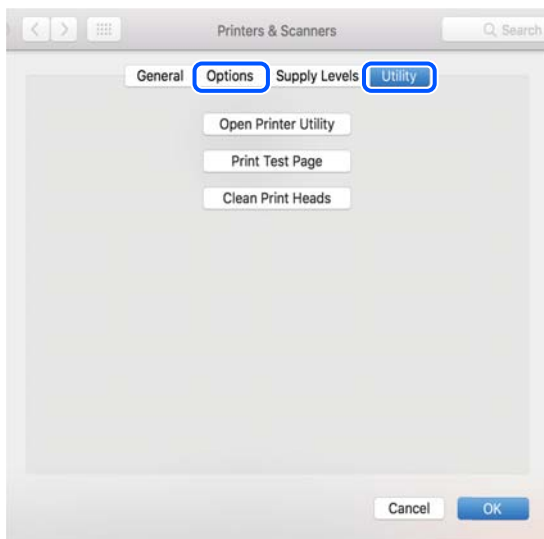 Printers & Scanners
Search
General Options Supply Levels Utility
Open Printer Utility
Print Test Page
Clean Print Heads
Cancel OK